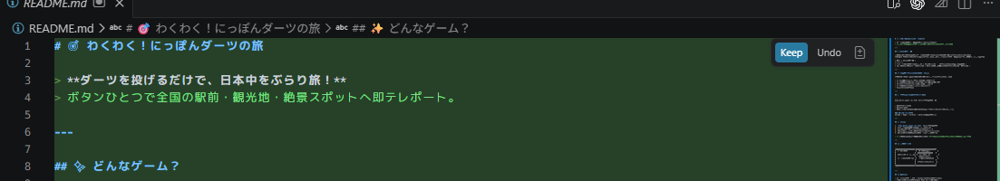 README.md
README.md > abc # 🎯 わくわく！にっぽんダーツの旅 > abc ## ✨ どんなゲーム？
1 # 🎯 わくわく！にっぽんダーツの旅
Keep Undo
2
3 > **ダーツを投げるだけで、日本中をぶらり旅！**
4 > ボタンひとつで全国の駅前・観光地・絶景スポットへ即テレポート。
5
6 ---
7
8 ## ✨ どんなゲーム？